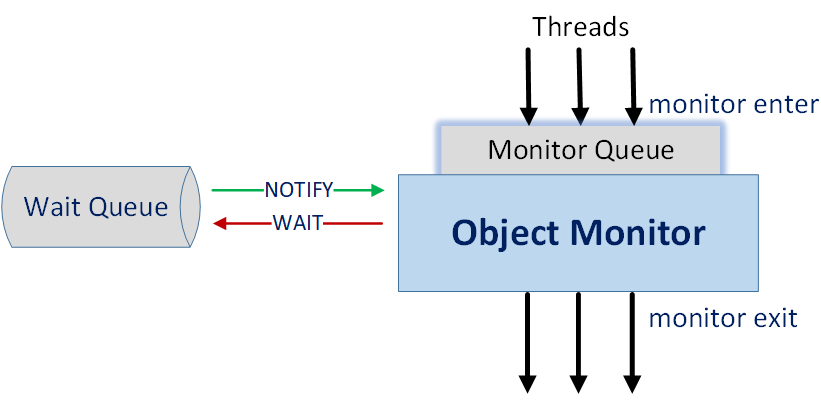 Threads
monitor enter
Monitor Queue
NOTIFY
Wait Queue
WAIT
Object Monitor
monitor exit